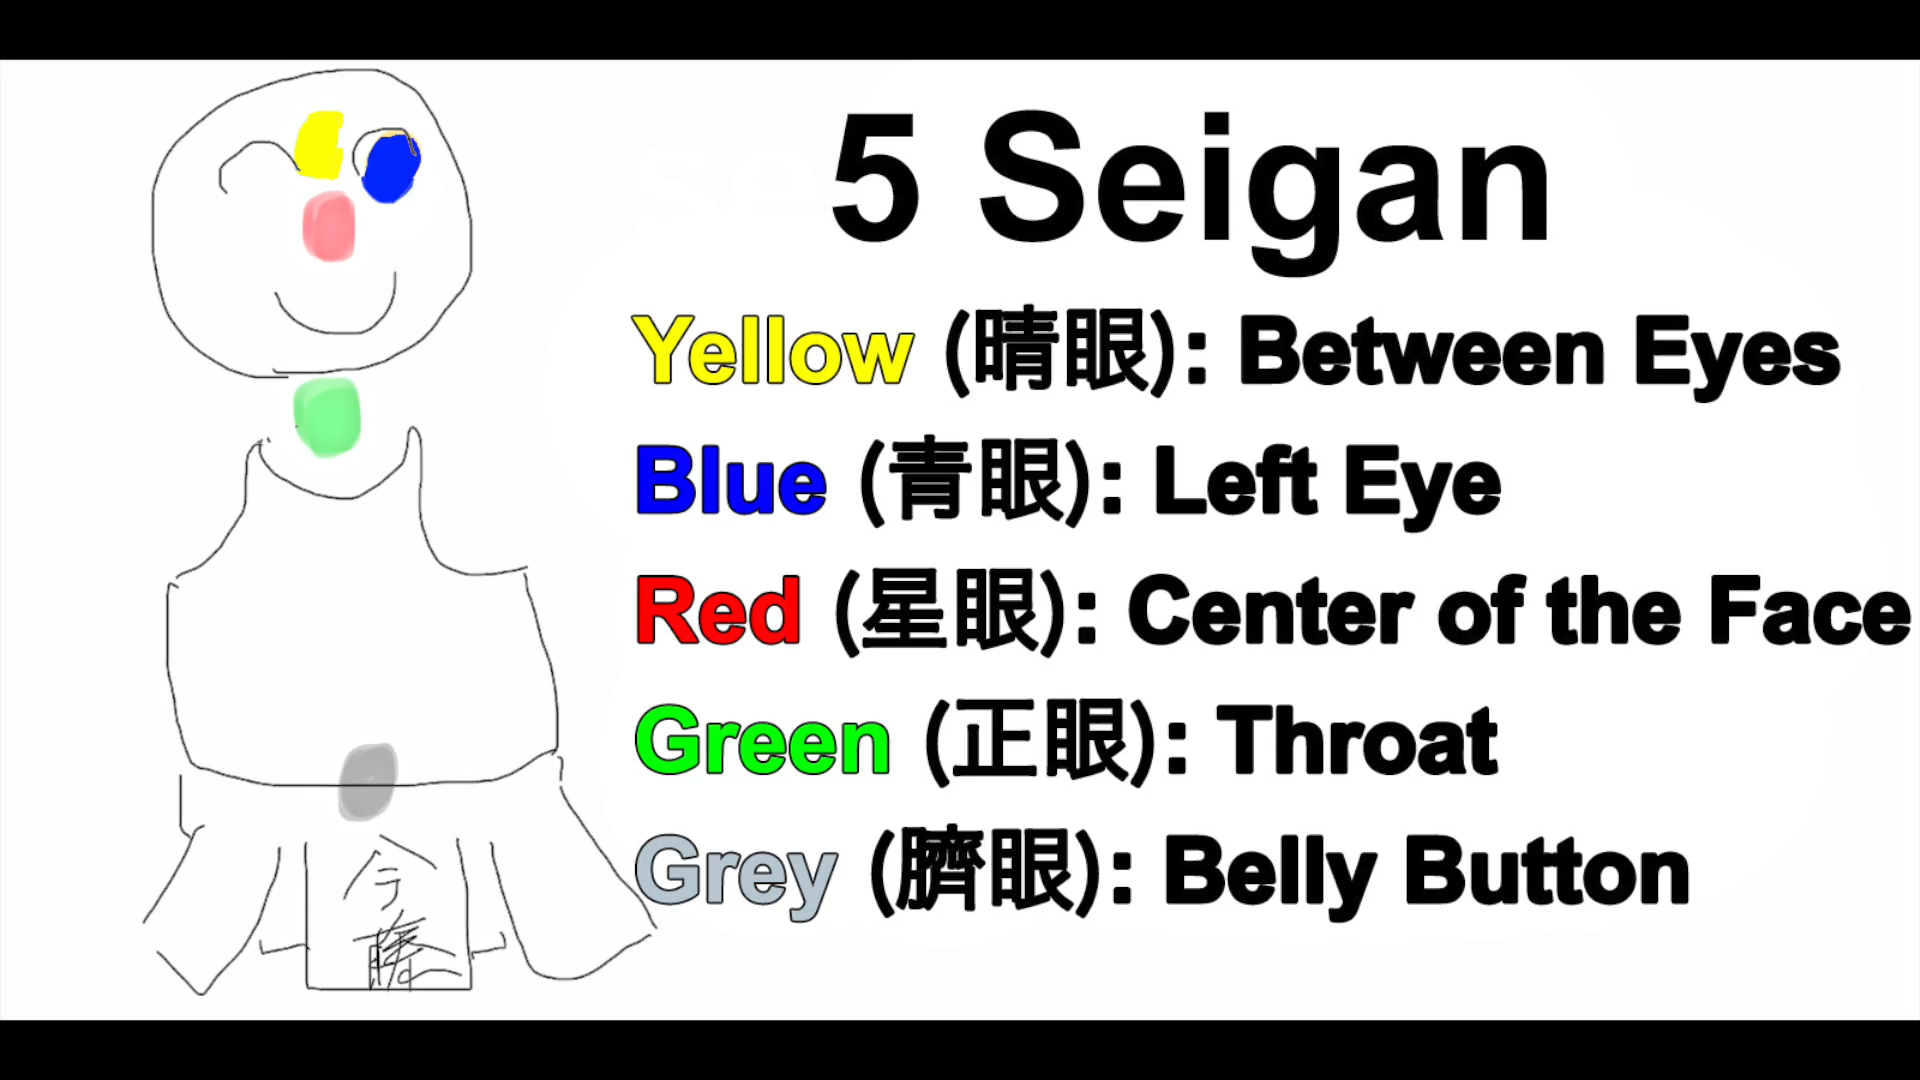 5 Seigan
Yellow (晴眼): Between Eyes
Blue (青眼): Left Eye
Red (星眼): Center of the Face
Green (正眼): Throat
Grey (臍眼): Belly Button
今